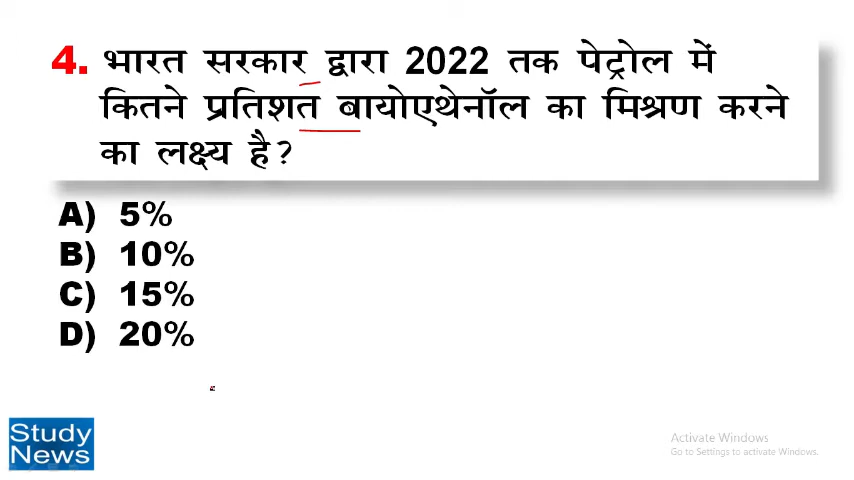 4. भारत सरकार द्वारा 2022 तक पेट्रोल में
कितने प्रतिशत बायोएथेनॉल का मिश्रण करने
का लक्ष्य है?
A) 5%
B) 10%
C) 15%
D) 20%
Study
News
Activate Windows
Go to Settings to activate Windows.